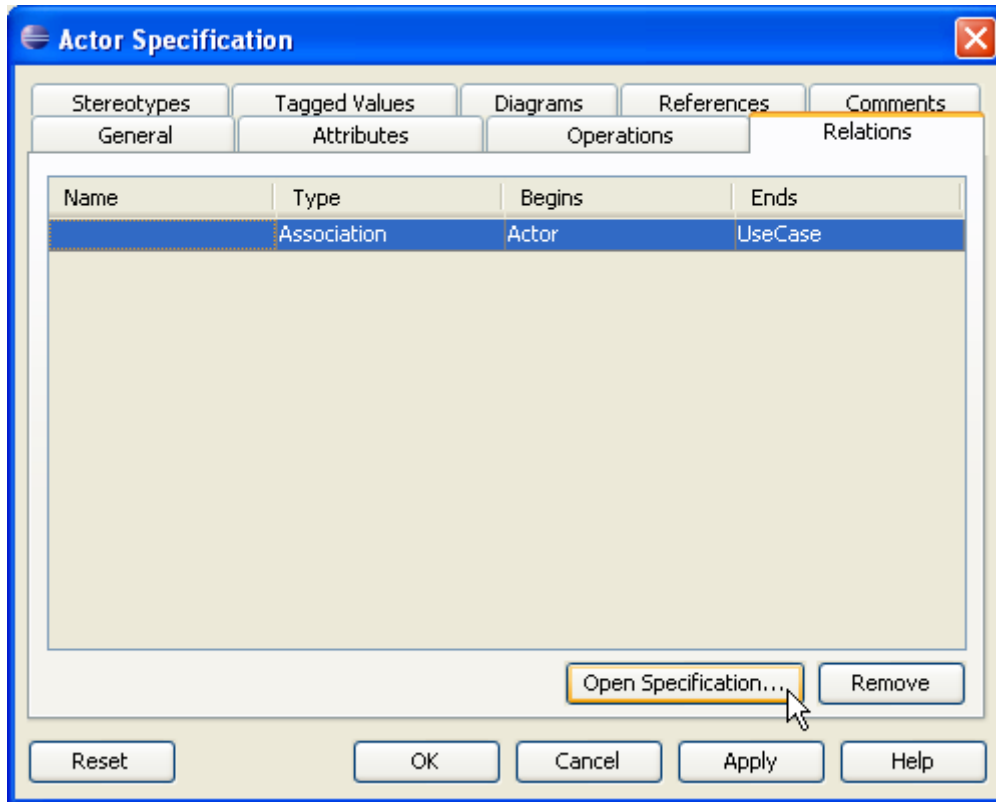 Actor Specification
Stereotypes Tagged Values Diagrams References Comments
General Attributes Operations Relations
Name Type Begins Ends
Association Actor UseCase
Open Specification... Remove
Reset OK Cancel Apply Help